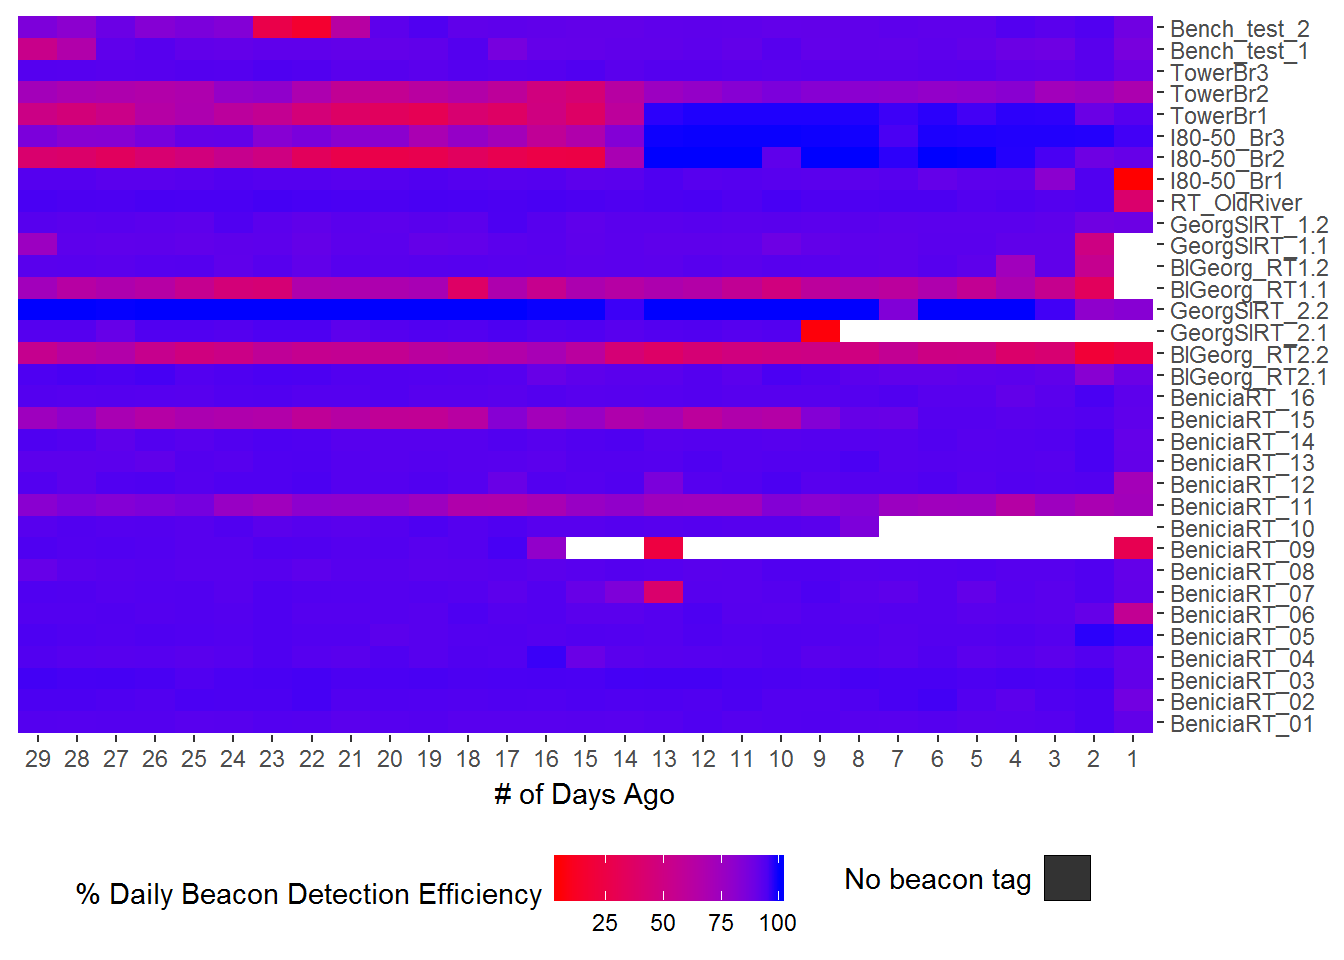 Bench_test_2
Bench_test_1
TowerBr3
TowerBr2
TowerBr1
I80-50_Br3
I80-50_Br2
I80-50_Br1
RT_OldRiver
GeorgSlRT_1.2
GeorgSlRT_1.1
BlGeorg_RT1.2
BlGeorg_RT1.1
GeorgSlRT_2.2
GeorgSlRT_2.1
BlGeorg_RT2.2
BlGeorg_RT2.1
BeniciaRT_16
BeniciaRT_15
BeniciaRT_14
BeniciaRT_13
BeniciaRT_12
BeniciaRT_11
BeniciaRT_10
BeniciaRT_09
BeniciaRT_08
BeniciaRT_07
BeniciaRT_06
BeniciaRT_05
BeniciaRT_04
BeniciaRT_03
BeniciaRT_02
BeniciaRT_01
29 28 27 26 25 24 23 22 21 20 19 18 17 16 15 14 13 12 11 10 9 8 7 6 5 4 3 2 1
# of Days Ago
% Daily Beacon Detection Efficiency
25 50 75 100
No beacon tag